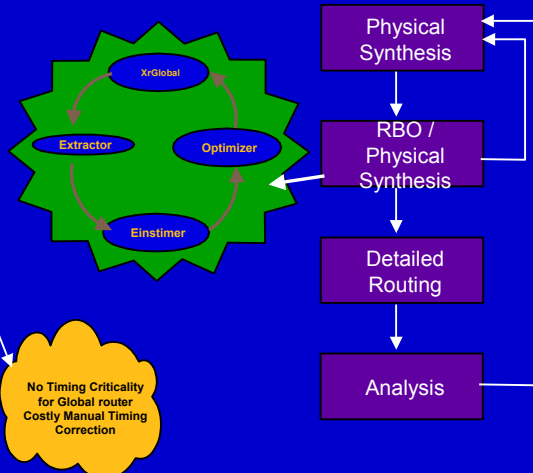 XrGlobal
Extractor
Optimizer
Einstimer
No Timing Criticality
for Global router
Costly Manual Timing
Correction
Physical
Synthesis
RBO /
Physical
Synthesis
Detailed
Routing
Analysis